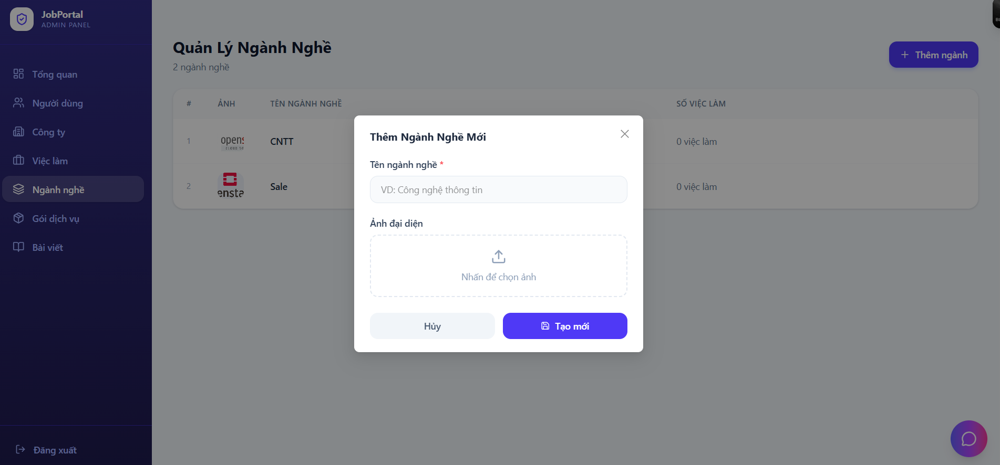 JobPortal
ADMIN PANEL
Tổng quan
Người dùng
Công ty
Việc làm
Ngành nghề
Gói dịch vụ
Bài viết
Đăng xuất
Quản Lý Ngành Nghề
2 ngành nghề
Thêm ngành
# ẢNH TÊN NGÀNH NGHỀ SỐ VIỆC LÀM
1 opens CNTT 0 việc làm
2 ensta Sale 0 việc làm
Thêm Ngành Nghề Mới
Tên ngành nghề *
VD: Công nghệ thông tin
Ảnh đại diện
Nhấn để chọn ảnh
Hủy Tạo mới